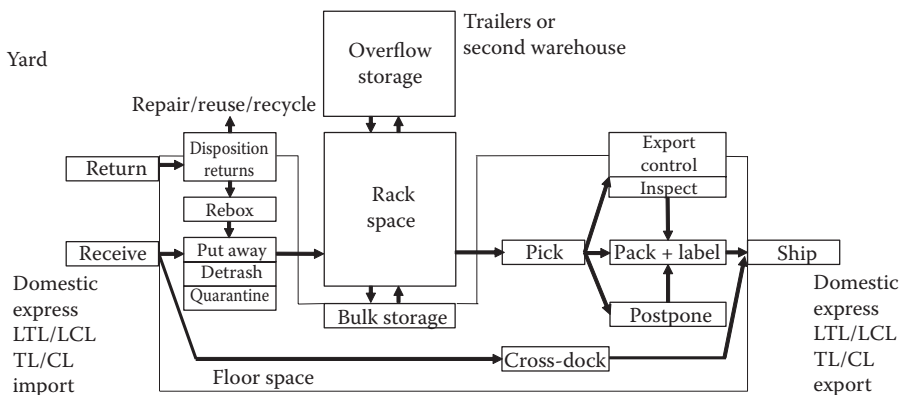 Trailers or
second warehouse
Overflow
storage
Yard
Repair/reuse/recycle
Disposition
returns
Return
Rebox
Rack
space
Export
control
Inspect
Receive
Put away
Detrash
Quarantine
Pick
Pack + label
Ship
Domestic
express
LTL/LCL
TL/CL
import
Bulk storage
Postpone
Cross-dock
Floor space
Domestic
express
LTL/LCL
TL/CL
export